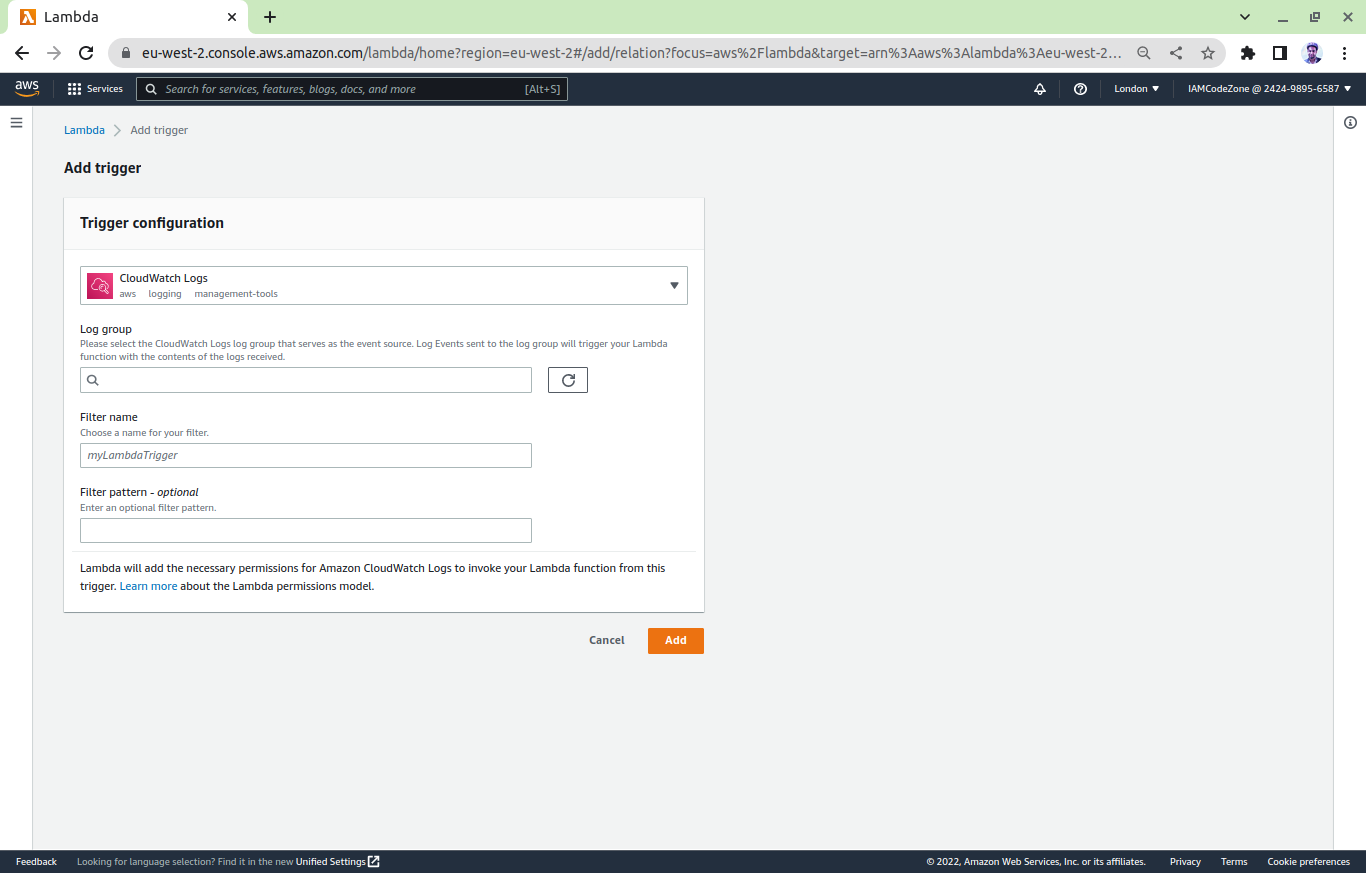 Lambda
eu-west-2.console.aws.amazon.com/lambda/home?region=eu-west-2#/add/relation?focus=aws%2Flambda&target=arn%3Aaws%3Alambda%3Aeu-west-2...
aws Services Search for services, features, blogs, docs, and more [Alt+S] London IAMCodeZone @ 2424-9895-6587
Lambda Add trigger
Add trigger
Trigger configuration
CloudWatch Logs
aws logging management-tools
Log group
Please select the CloudWatch Logs log group that serves as the event source. Log Events sent to the log group will trigger your Lambda
function with the contents of the logs received.
Filter name
Choose a name for your filter.
myLambdaTrigger
Filter pattern - optional
Enter an optional filter pattern.
Lambda will add the necessary permissions for Amazon CloudWatch Logs to invoke your Lambda function from this
trigger. Learn more about the Lambda permissions model.
Cancel Add
Feedback Looking for language selection? Find it in the new Unified Settings © 2022, Amazon Web Services, Inc. or its affiliates. Privacy Terms Cookie preferences